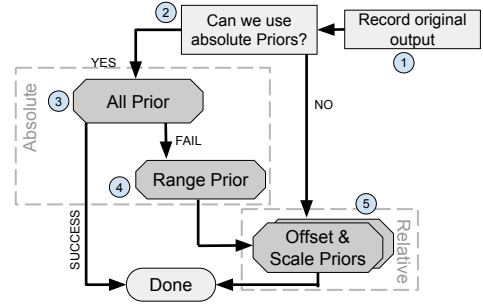 2
Can we use
absolute Priors?
Record original
output
1
YES
NO
Absolute
3
All Prior
FAIL
4
Range Prior
SUCCESS
5
Offset &
Scale Priors
Relative
Done